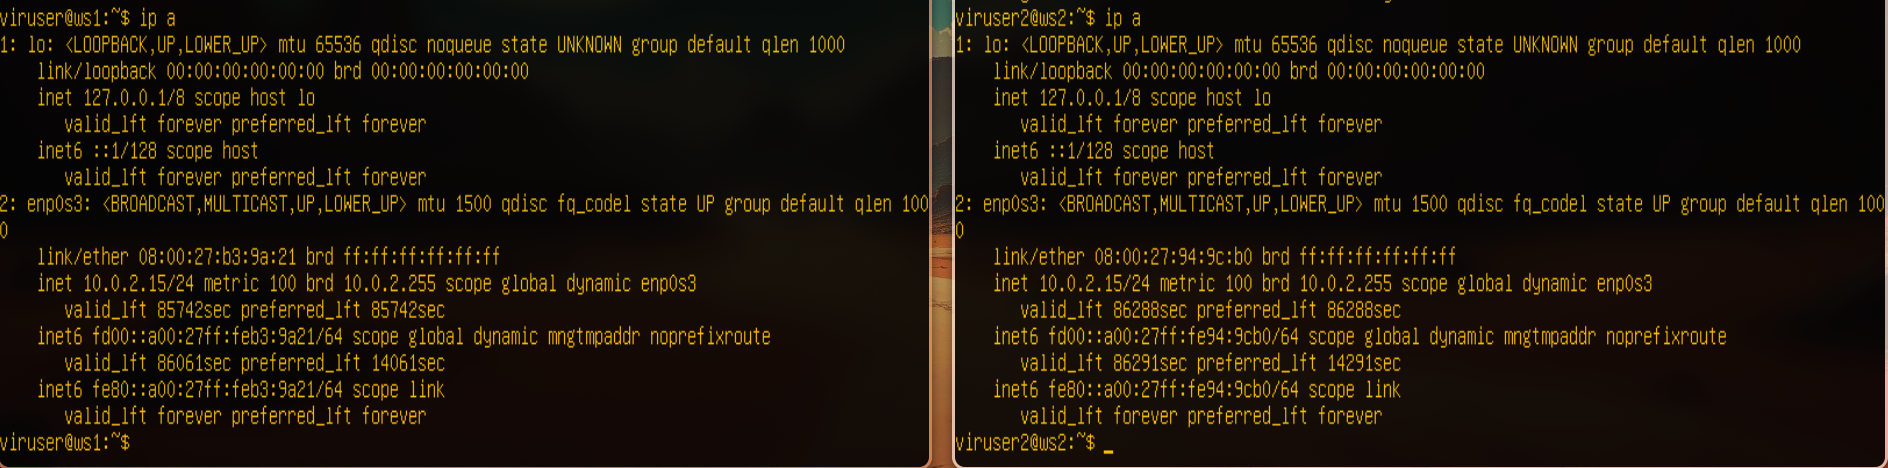 viruser@ws1:~$ ip a
1: lo: <LOOPBACK,UP,LOWER_UP> mtu 65536 qdisc noqueue state UNKNOWN group default qlen 1000
    link/loopback 00:00:00:00:00:00 brd 00:00:00:00:00:00
    inet 127.0.0.1/8 scope host lo
       valid_lft forever preferred_lft forever
    inet6 ::1/128 scope host
       valid_lft forever preferred_lft forever
2: enp0s3: <BROADCAST,MULTICAST,UP,LOWER_UP> mtu 1500 qdisc fq_codel state UP group default qlen 100
0
    link/ether 08:00:27:b3:9a:21 brd ff:ff:ff:ff:ff:ff
    inet 10.0.2.15/24 metric 100 brd 10.0.2.255 scope global dynamic enp0s3
       valid_lft 85742sec preferred_lft 85742sec
    inet6 fd00::a00:27ff:feb3:9a21/64 scope global dynamic mngtmpaddr noprefixroute
       valid_lft 86061sec preferred_lft 14061sec
    inet6 fe80::a00:27ff:feb3:9a21/64 scope link
       valid_lft forever preferred_lft forever
viruser@ws1:~$
viruser2@ws2:~$ ip a
1: lo: <LOOPBACK,UP,LOWER_UP> mtu 65536 qdisc noqueue state UNKNOWN group default qlen 1000
    link/loopback 00:00:00:00:00:00 brd 00:00:00:00:00:00
    inet 127.0.0.1/8 scope host lo
       valid_lft forever preferred_lft forever
    inet6 ::1/128 scope host
       valid_lft forever preferred_lft forever
2: enp0s3: <BROADCAST,MULTICAST,UP,LOWER_UP> mtu 1500 qdisc fq_codel state UP group default qlen 100
0
    link/ether 08:00:27:94:9c:b0 brd ff:ff:ff:ff:ff:ff
    inet 10.0.2.15/24 metric 100 brd 10.0.2.255 scope global dynamic enp0s3
       valid_lft 86288sec preferred_lft 86288sec
    inet6 fd00::a00:27ff:fe94:9cb0/64 scope global dynamic mngtmpaddr noprefixroute
       valid_lft 86291sec preferred_lft 14291sec
    inet6 fe80::a00:27ff:fe94:9cb0/64 scope link
       valid_lft forever preferred_lft forever
viruser2@ws2:~$ _